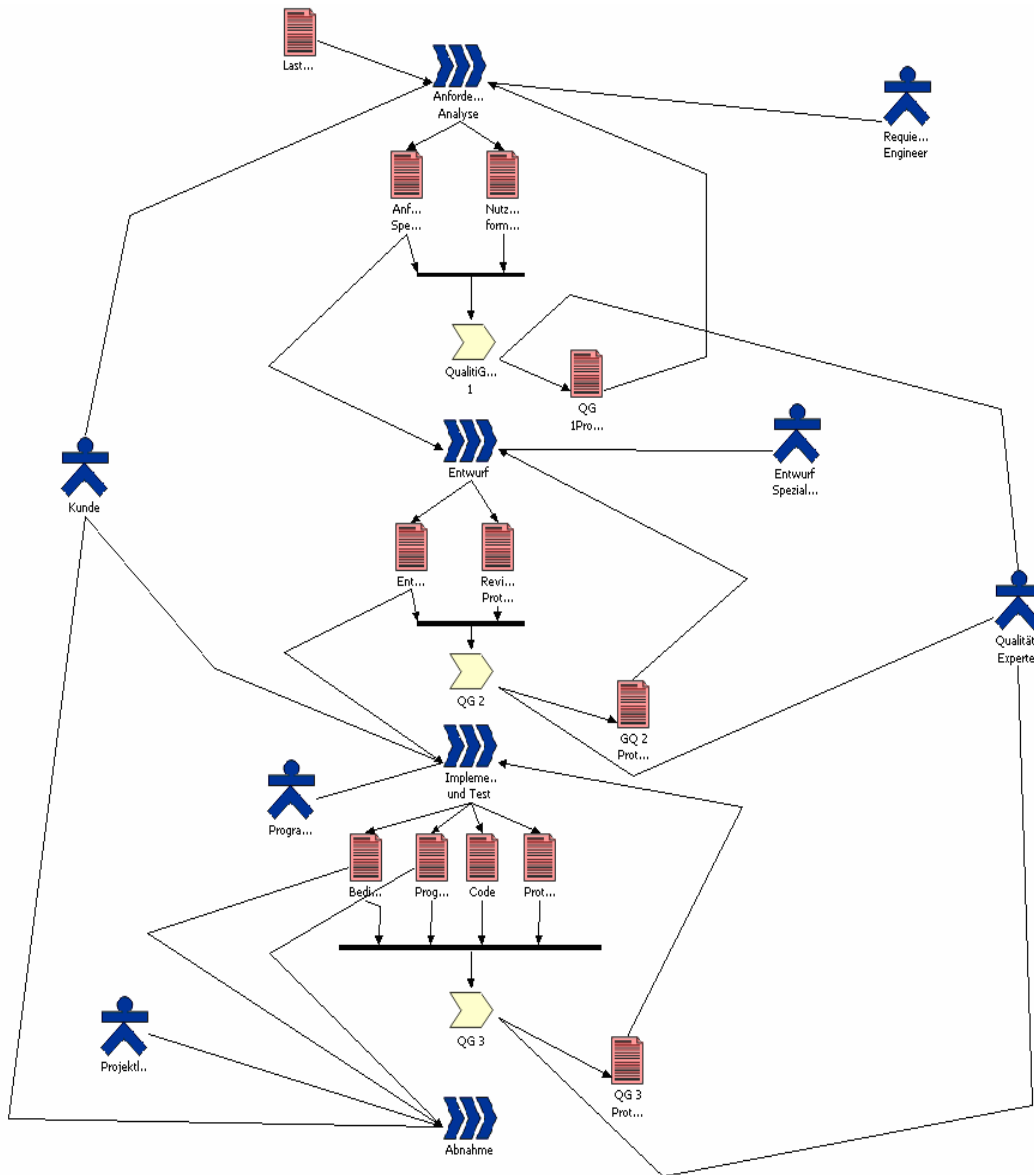 Last...
Anforde..
Analyse
Requie...
Engineer
Anf...
Spe...
Nutz...
form...
QualitiG...
1
QG
1Pro...
Kunde
Entwurf
Entwurf
Spezial...
Ent...
Revi...
Prot...
Qualität
Experte
QG 2
GQ 2
Prot...
Impleme..
und Test
Progra...
Bedi...
Prog...
Code
Prot...
QG 3
Projektl..
QG 3
Prot...
Abnahme